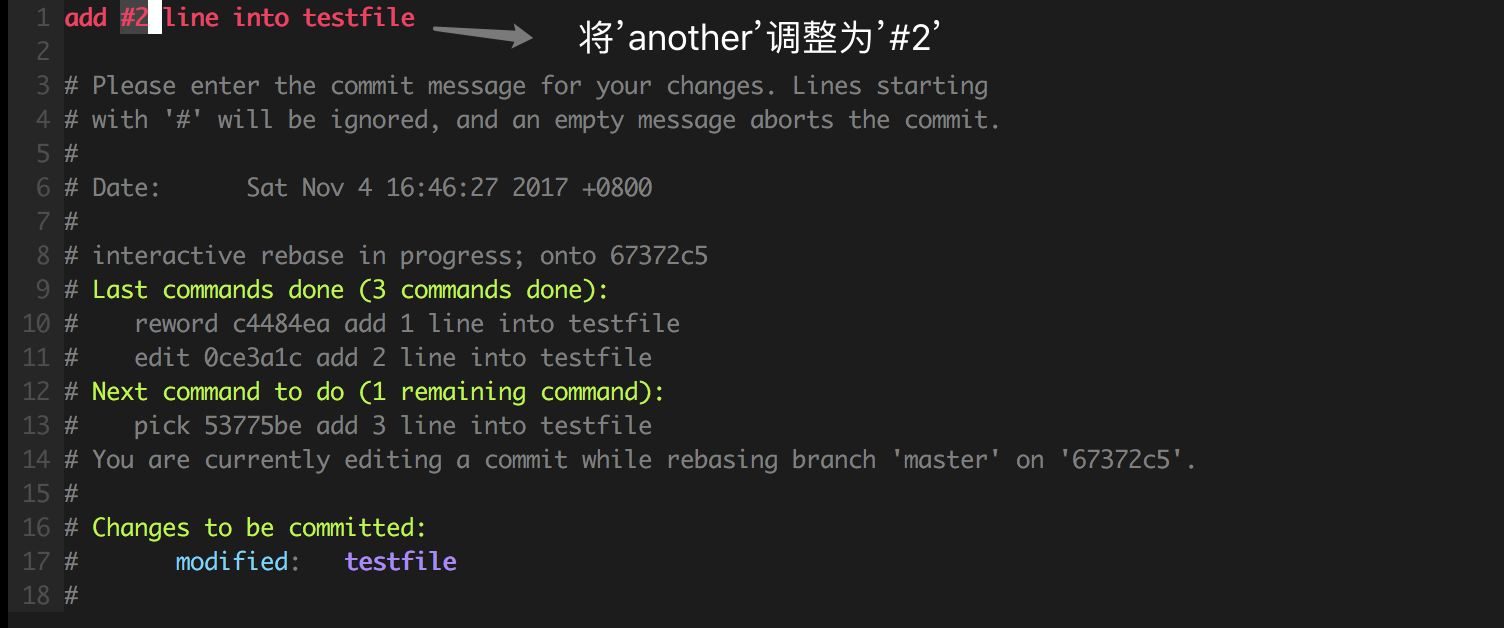 1 add #2 line into testfile
将’another’调整为’#2’
2
3 # Please enter the commit message for your changes. Lines starting
4 # with '#' will be ignored, and an empty message aborts the commit.
5 #
6 # Date:      Sat Nov 4 16:46:27 2017 +0800
7 #
8 # interactive rebase in progress; onto 67372c5
9 # Last commands done (3 commands done):
10 #    reword c4484ea add 1 line into testfile
11 #    edit 0ce3a1c add 2 line into testfile
12 # Next command to do (1 remaining command):
13 #    pick 53775be add 3 line into testfile
14 # You are currently editing a commit while rebasing branch 'master' on '67372c5'.
15 #
16 # Changes to be committed:
17 #       modified:   testfile
18 #